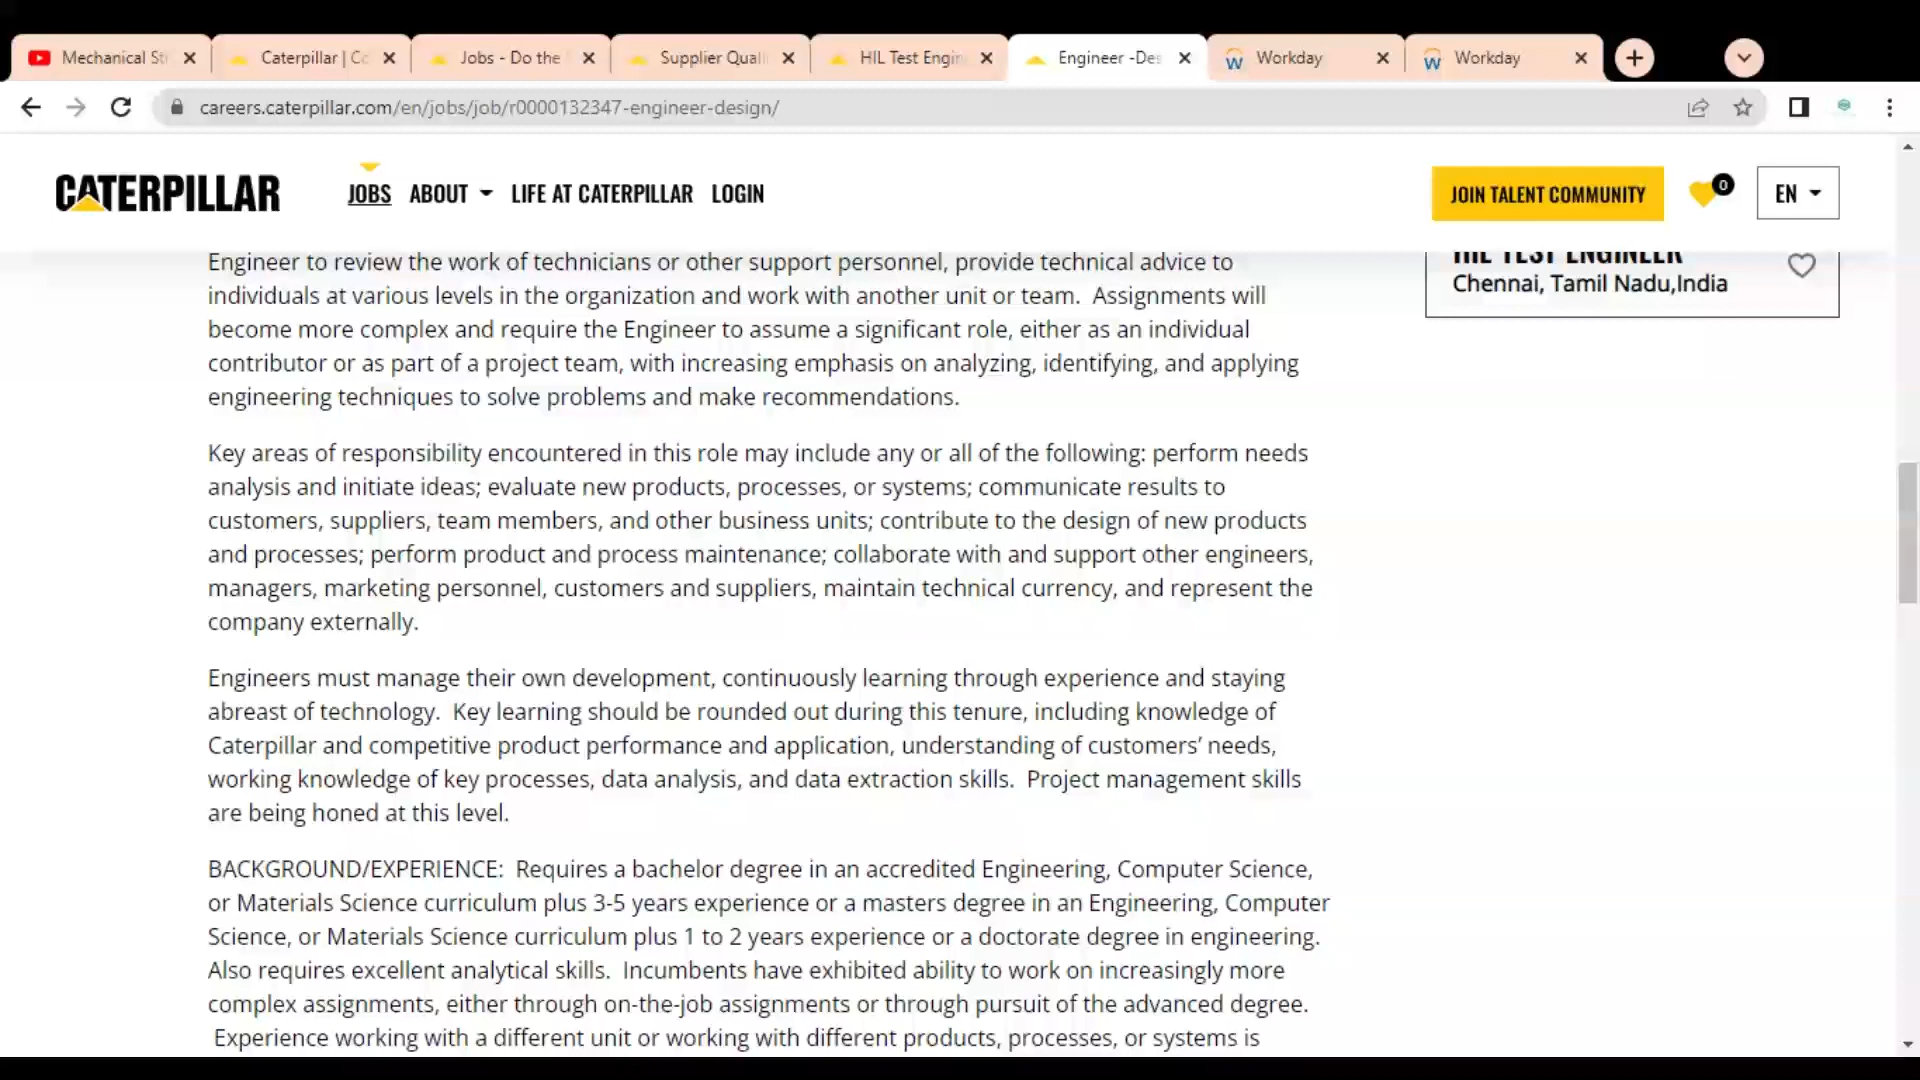 Mechanical St
Caterpillar | Co
Jobs - Do the
Supplier Quali
HIL Test Engin
Engineer -Des
Workday
Workday
careers.caterpillar.com/en/jobs/job/r0000132347-engineer-design/
CATERPILLAR
JOBS ABOUT LIFE AT CATERPILLAR LOGIN
JOIN TALENT COMMUNITY
0
EN
HIL TEST ENGINEER
Chennai, Tamil Nadu,India
Engineer to review the work of technicians or other support personnel, provide technical advice to
individuals at various levels in the organization and work with another unit or team.  Assignments will
become more complex and require the Engineer to assume a significant role, either as an individual
contributor or as part of a project team, with increasing emphasis on analyzing, identifying, and applying
engineering techniques to solve problems and make recommendations.
Key areas of responsibility encountered in this role may include any or all of the following: perform needs
analysis and initiate ideas; evaluate new products, processes, or systems; communicate results to
customers, suppliers, team members, and other business units; contribute to the design of new products
and processes; perform product and process maintenance; collaborate with and support other engineers,
managers, marketing personnel, customers and suppliers, maintain technical currency, and represent the
company externally.
Engineers must manage their own development, continuously learning through experience and staying
abreast of technology.  Key learning should be rounded out during this tenure, including knowledge of
Caterpillar and competitive product performance and application, understanding of customers’ needs,
working knowledge of key processes, data analysis, and data extraction skills.  Project management skills
are being honed at this level.
BACKGROUND/EXPERIENCE:  Requires a bachelor degree in an accredited Engineering, Computer Science,
or Materials Science curriculum plus 3-5 years experience or a masters degree in an Engineering, Computer
Science, or Materials Science curriculum plus 1 to 2 years experience or a doctorate degree in engineering.
Also requires excellent analytical skills.  Incumbents have exhibited ability to work on increasingly more
complex assignments, either through on-the-job assignments or through pursuit of the advanced degree.
Experience working with a different unit or working with different products, processes, or systems is